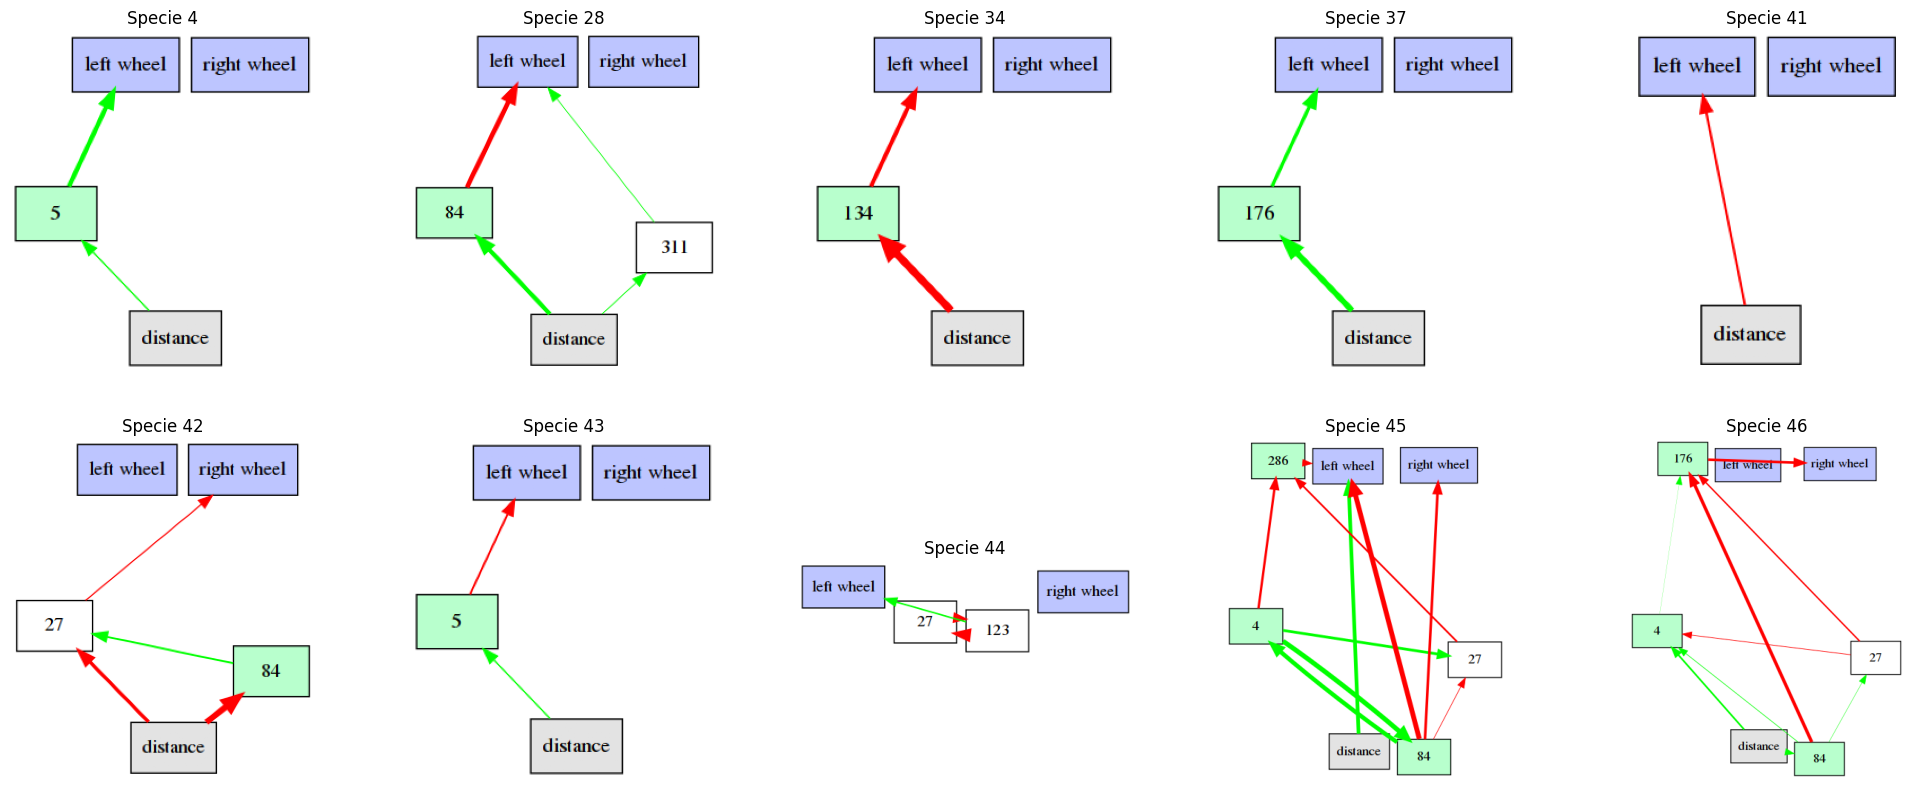 Specie 4
left wheel
right wheel
5
distance
Specie 28
left wheel
right wheel
84
311
distance
Specie 34
left wheel
right wheel
134
distance
Specie 37
left wheel
right wheel
176
distance
Specie 41
left wheel
right wheel
distance
Specie 42
left wheel
right wheel
27
84
distance
Specie 43
left wheel
right wheel
5
distance
Specie 44
left wheel
right wheel
27
123
Specie 45
286
left wheel
right wheel
4
27
distance
84
Specie 46
176
left wheel
right wheel
4
27
distance
84